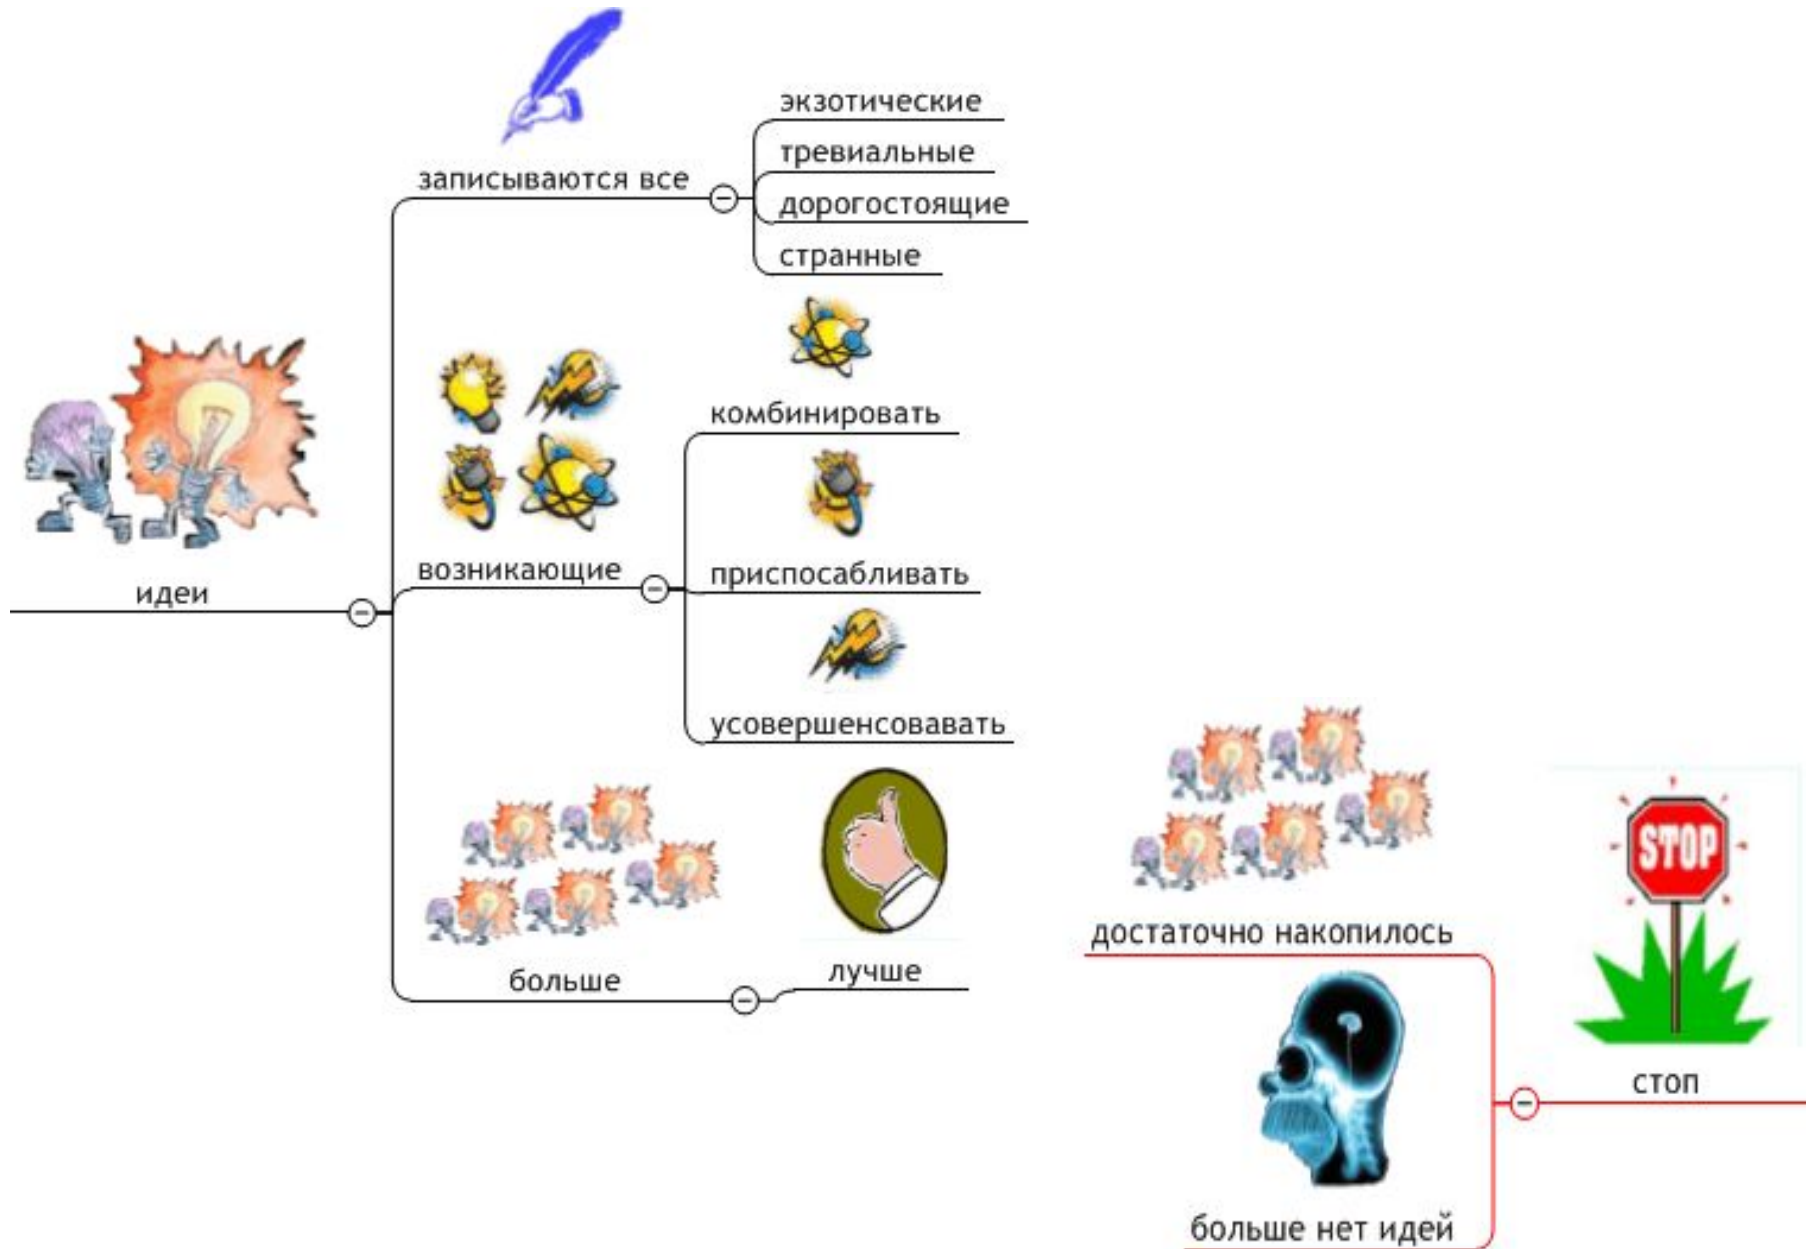 экзотические
тревиальные
записываются все
дорогостоящие
странные
комбинировать
возникающие
приспосабливать
идеи
усовершенсовавать
больше
лучше
достаточно накопилось
STOP
стоп
больше нет идей